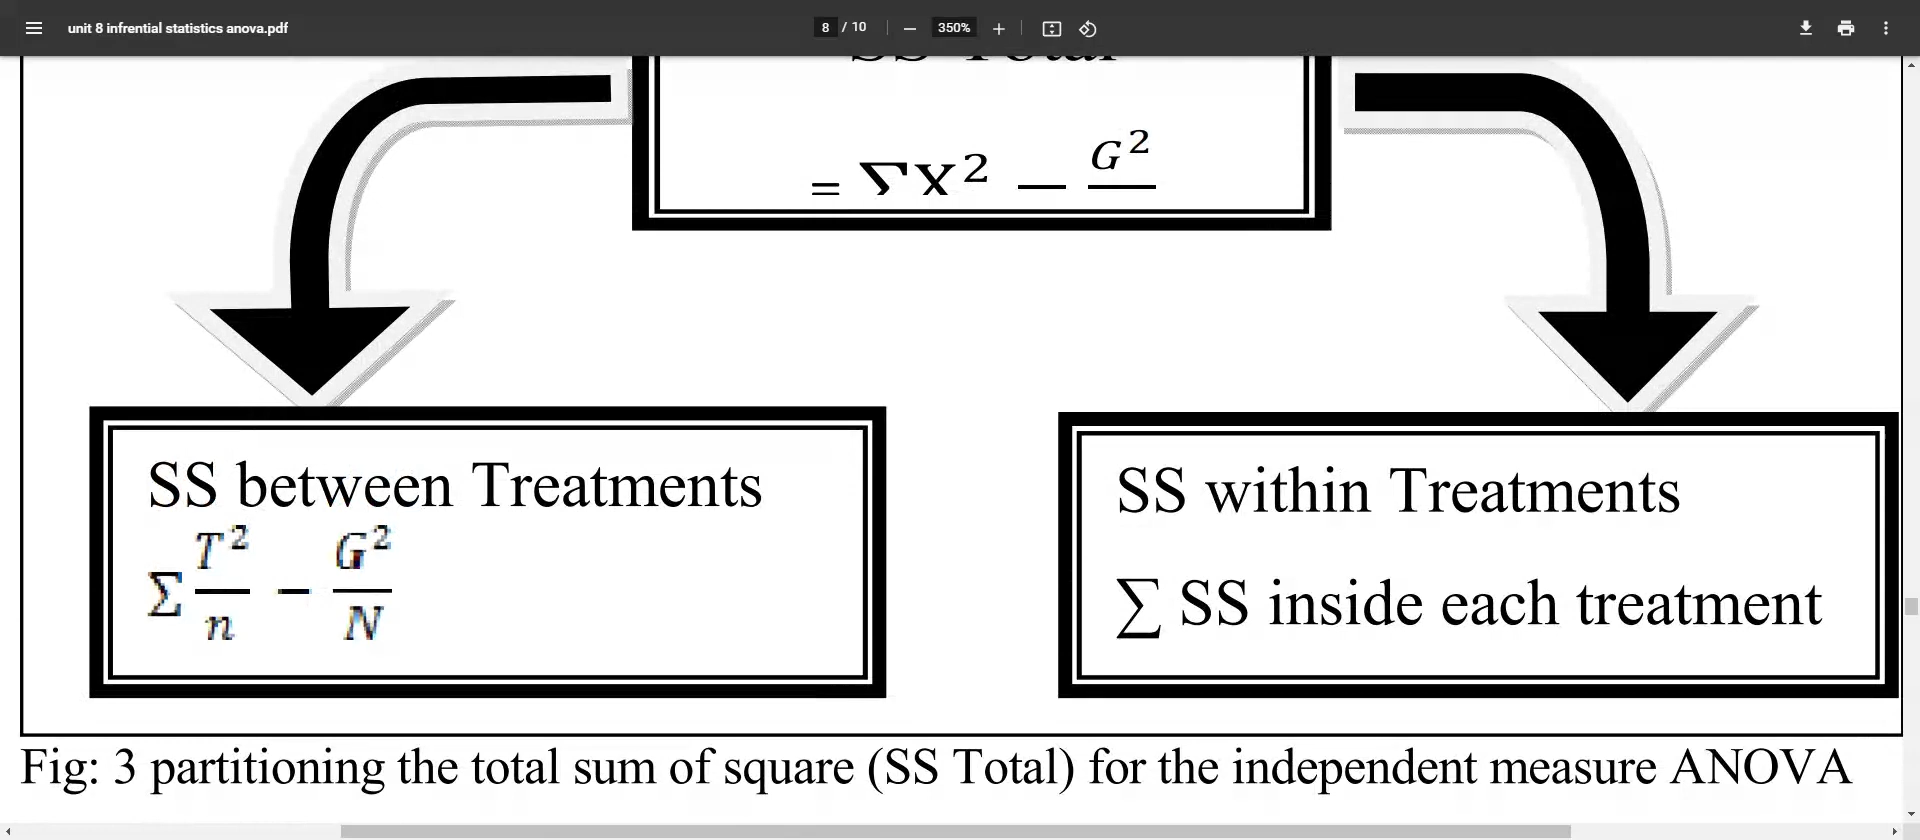 unit 8 infrential statistics anova.pdf
8 / 10
350%
SS Total
= ∑X² − G²
SS between Treatments
∑ T²/n − G²/N
SS within Treatments
∑ SS inside each treatment
Fig: 3 partitioning the total sum of square (SS Total) for the independent measure ANOVA